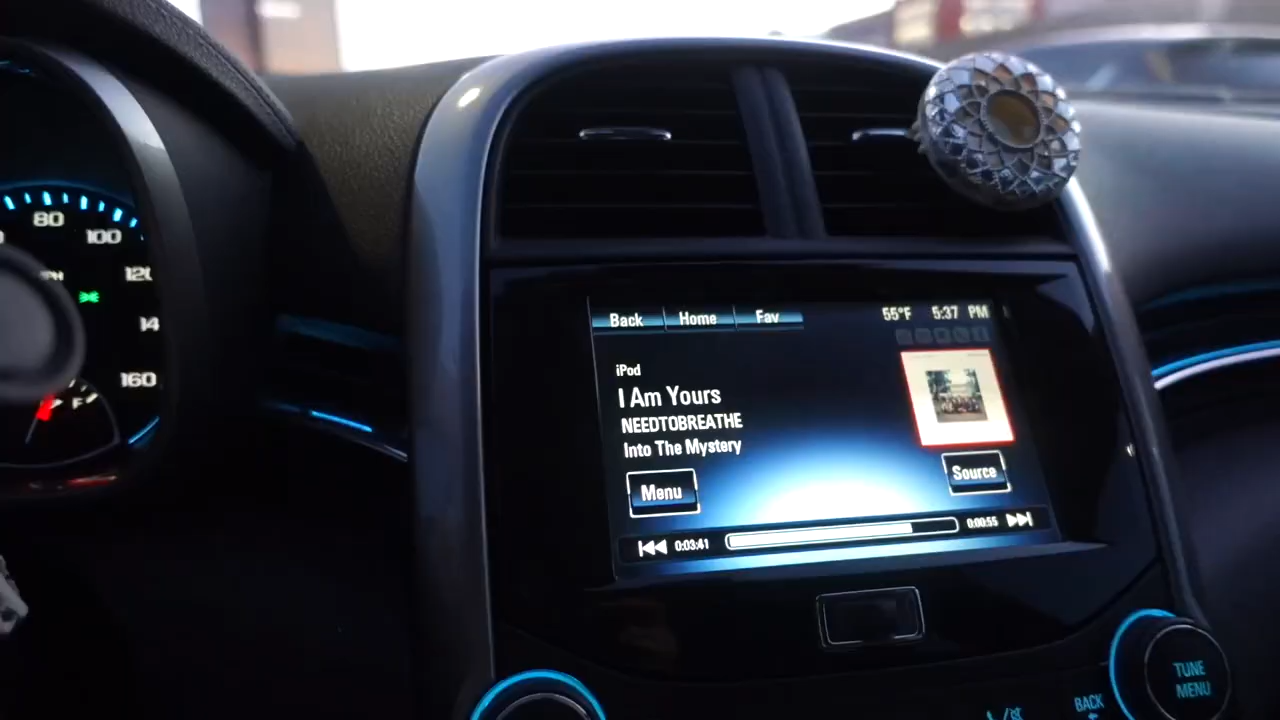 80
100
120
14
160
F
Back
Home
Fav
55°F
5:37 PM
iPod
I Am Yours
NEEDTOBREATHE
Into The Mystery
Menu
Source
0:03:41
0:00:55
TUNE
MENU
BACK